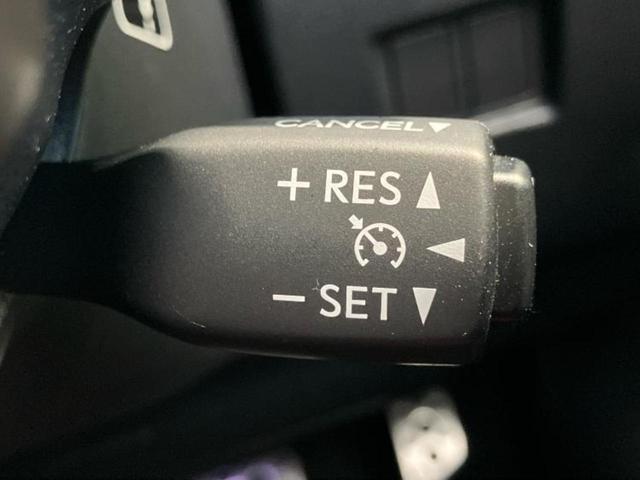 CANCEL▼
+ RES ▲
◀
− SET ▼